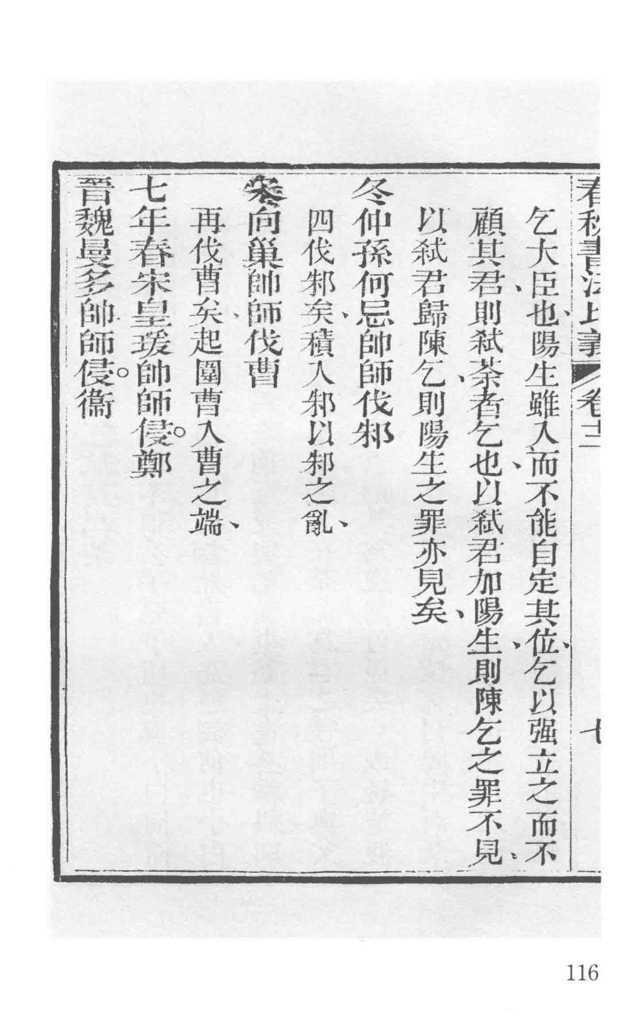 春秋書法比義 卷十二 七
乞大臣也、陽生雖入而不能自定其位、乞以强立之而不
顧其君、則弑荼者乞也、以弑君加陽生、則陳乞之罪不見、
以弑君歸陳乞、則陽生之罪亦見矣、
冬仲孫何忌帥師伐邾
四伐邾矣、積入邾以邾之亂、
宋向巢帥師伐曹
再伐曹矣、起圍曹入曹之端、
七年春宋皇瑗帥師侵。鄭
晉魏曼多帥師侵。衞
116